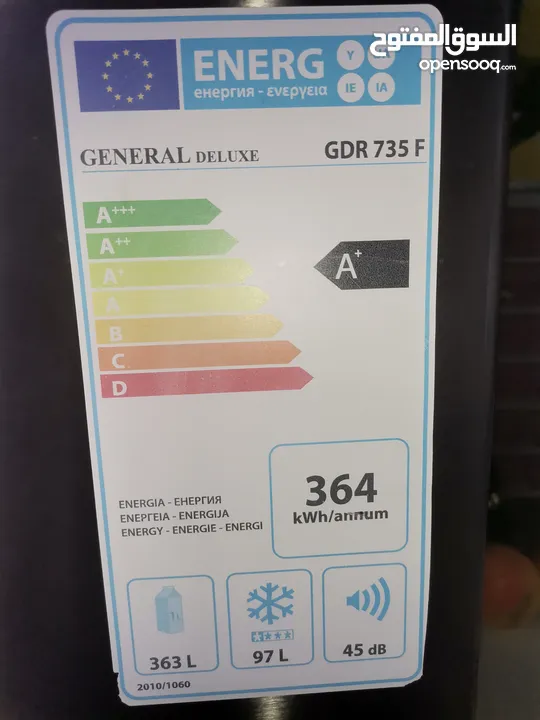 السوق المفتوح
opensooq.com
ENERG
енергия - ενεργεια
Y
IE
IA
GENERAL DELUXE
GDR 735 F
A+++
A++
A+
A
B
C
D
A+
ENERGIA - ЕНЕРГИЯ
ΕΝΕΡΓΕΙΑ - ENERGIJA
ENERGY - ENERGIE - ENERGI
364
kWh/annum
363 L
97 L
45 dB
2010/1060